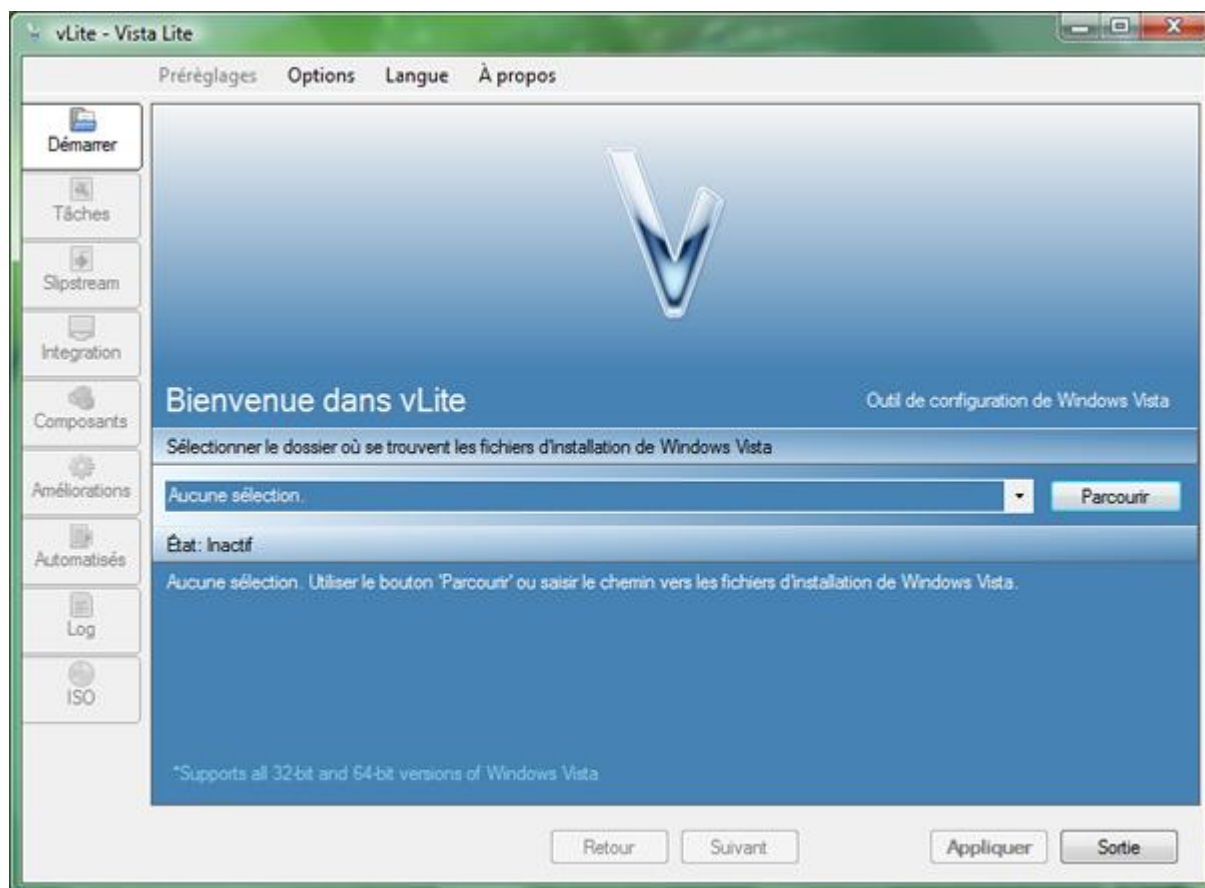 vLite - Vista Lite
Prérèglages Options Langue À propos
Démarrer
Tâches
Slipstream
Integration
Composants
Améliorations
Automatisés
Log
ISO
Bienvenue dans vLite
Outil de configuration de Windows Vista
Sélectionner le dossier où se trouvent les fichiers d'installation de Windows Vista
Aucune sélection.
Parcourir
État: Inactif
Aucune sélection. Utiliser le bouton 'Parcourir' ou saisir le chemin vers les fichiers d'installation de Windows Vista.
*Supports all 32-bit and 64-bit versions of Windows Vista
Retour Suivant Appliquer Sortie